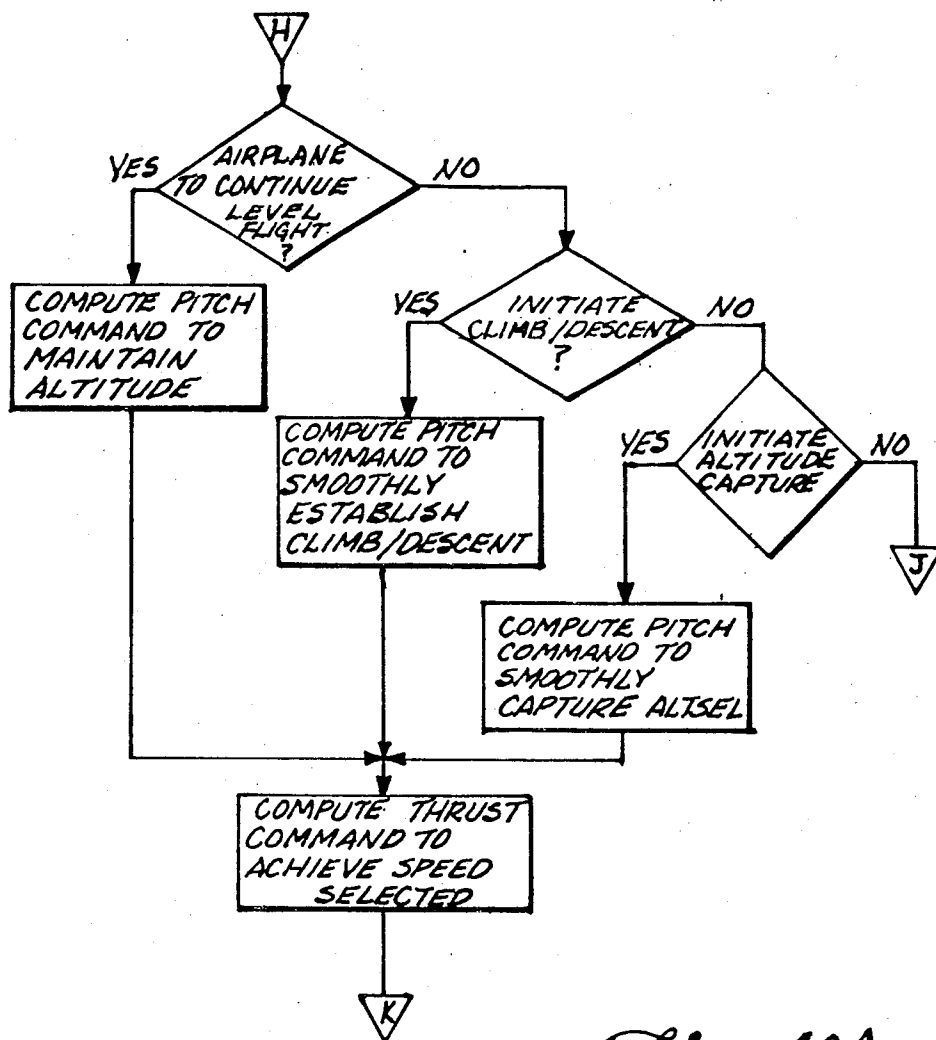 H
AIRPLANE
TO CONTINUE
LEVEL
FLIGHT
?
YES
NO
COMPUTE PITCH
COMMAND TO
MAINTAIN
ALTITUDE
INITIATE
CLIMB/DESCENT
?
YES
NO
COMPUTE PITCH
COMMAND TO
SMOOTHLY
ESTABLISH
CLIMB/DESCENT
INITIATE
ALTITUDE
CAPTURE
YES
NO
J
COMPUTE PITCH
COMMAND TO
SMOOTHLY
CAPTURE ALTSEL
COMPUTE THRUST
COMMAND TO
ACHIEVE SPEED
SELECTED
K